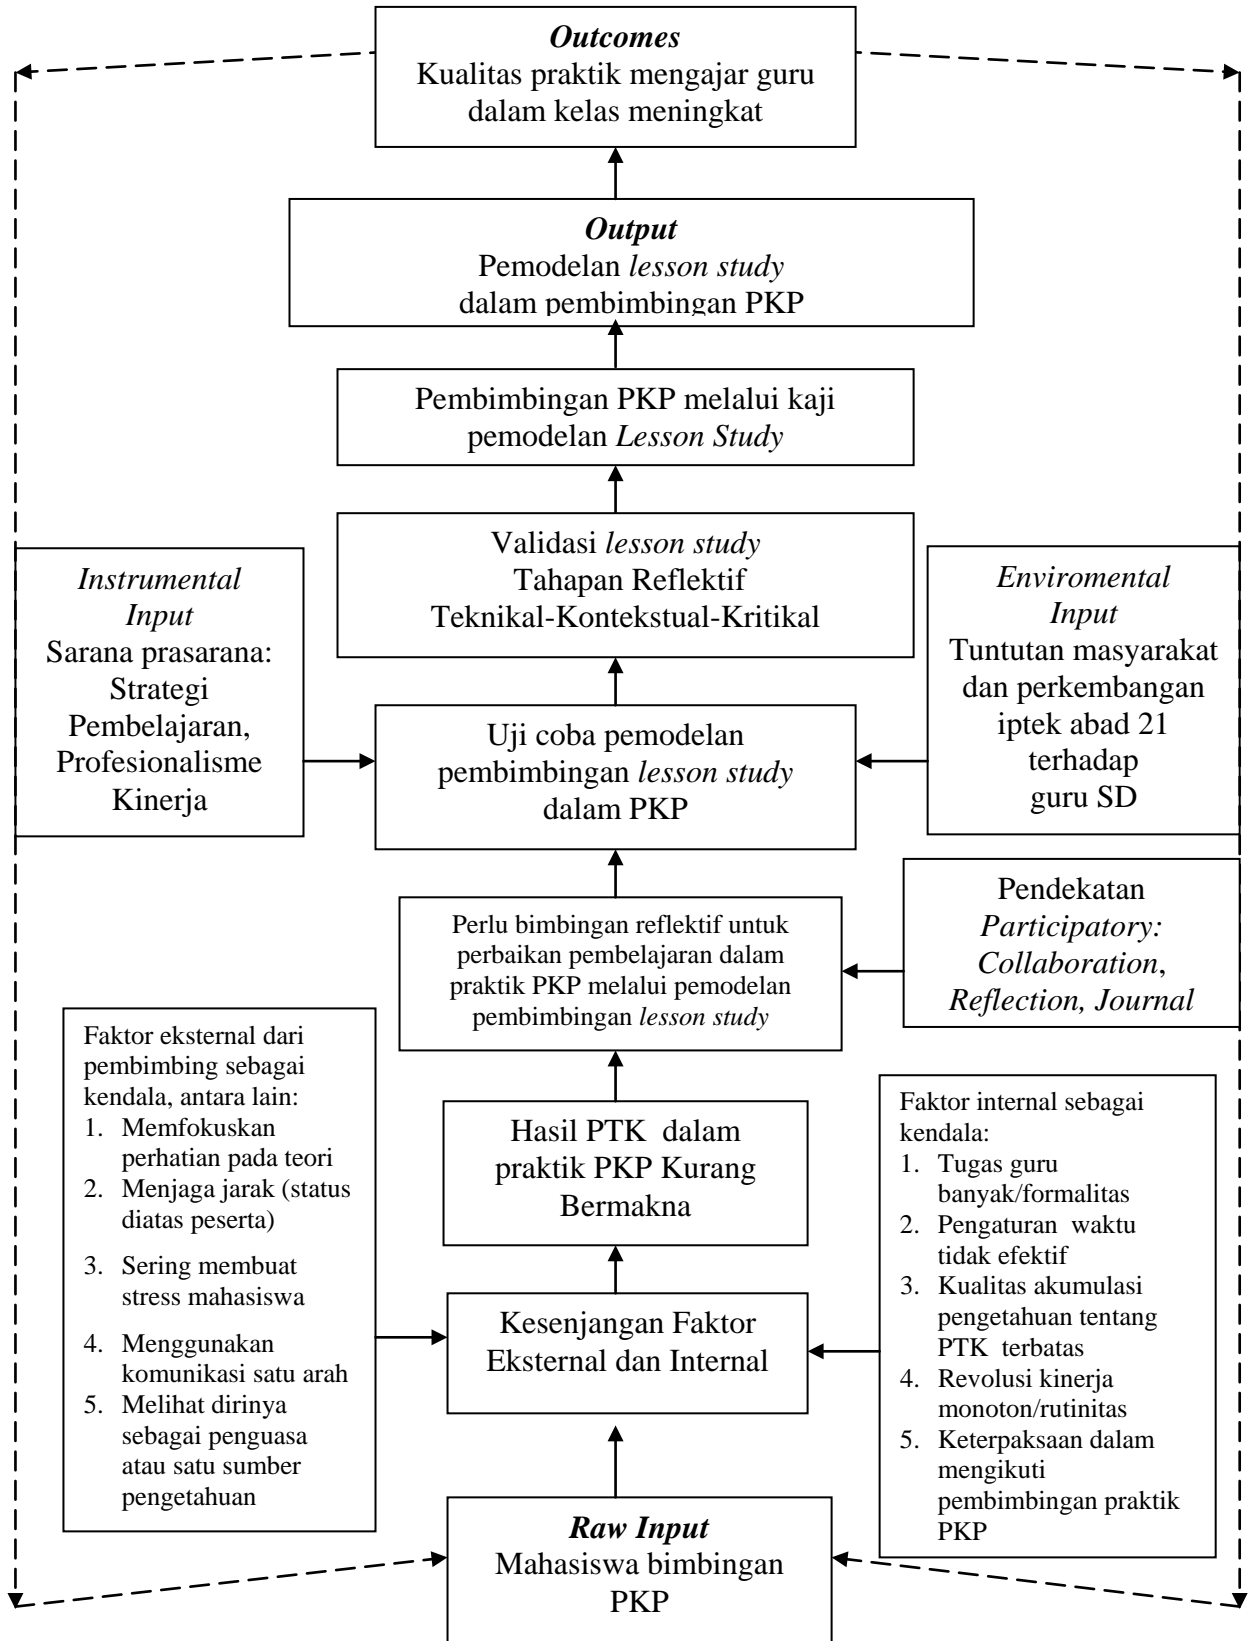 Outcomes
Kualitas praktik mengajar guru
dalam kelas meningkat
Output
Pemodelan lesson study
dalam pembimbingan PKP
Pembimbingan PKP melalui kaji
pemodelan Lesson Study
Validasi lesson study
Tahapan Reflektif
Teknikal-Kontekstual-Kritikal
Instrumental
Input
Sarana prasarana:
Strategi
Pembelajaran,
Profesionalisme
Kinerja
Enviromental
Input
Tuntutan masyarakat
dan perkembangan
iptek abad 21
terhadap
guru SD
Uji coba pemodelan
pembimbingan lesson study
dalam PKP
Pendekatan
Participatory:
Collaboration,
Reflection, Journal
Perlu bimbingan reflektif untuk
perbaikan pembelajaran dalam
praktik PKP melalui pemodelan
pembimbingan lesson study
Faktor eksternal dari
pembimbing sebagai
kendala, antara lain:
1. Memfokuskan
perhatian pada teori
2. Menjaga jarak (status
diatas peserta)
3. Sering membuat
stress mahasiswa
4. Menggunakan
komunikasi satu arah
5. Melihat dirinya
sebagai penguasa
atau satu sumber
pengetahuan
Hasil PTK dalam
praktik PKP Kurang
Bermakna
Faktor internal sebagai
kendala:
1. Tugas guru
banyak/formalitas
2. Pengaturan waktu
tidak efektif
3. Kualitas akumulasi
pengetahuan tentang
PTK terbatas
4. Revolusi kinerja
monoton/rutinitas
5. Keterpaksaan dalam
mengikuti
pembimbingan praktik
PKP
Kesenjangan Faktor
Eksternal dan Internal
Raw Input
Mahasiswa bimbingan
PKP